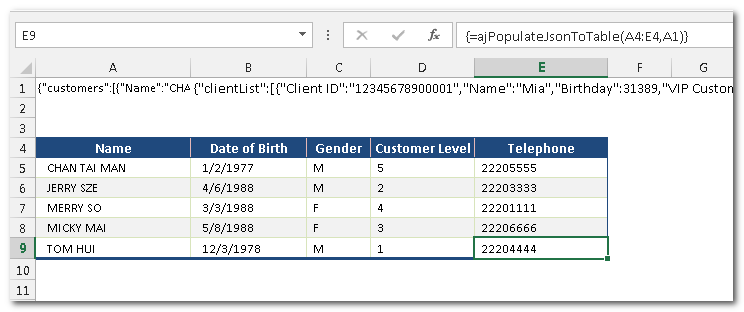 E9 fx {=ajPopulateJsonToTable(A4:E4,A1)}
A B C D E F G
1 {"customers":[{"Name":"CHA {"clientList":[{"Client ID":"12345678900001","Name":"Mia","Birthday":31389,"VIP Custom
2
3
4 Name Date of Birth Gender Customer Level Telephone
5 CHAN TAI MAN 1/2/1977 M 5 22205555
6 JERRY SZE 4/6/1988 M 2 22203333
7 MERRY SO 3/3/1988 F 4 22201111
8 MICKY MAI 5/8/1988 F 3 22206666
9 TOM HUI 12/3/1978 M 1 22204444
10
11